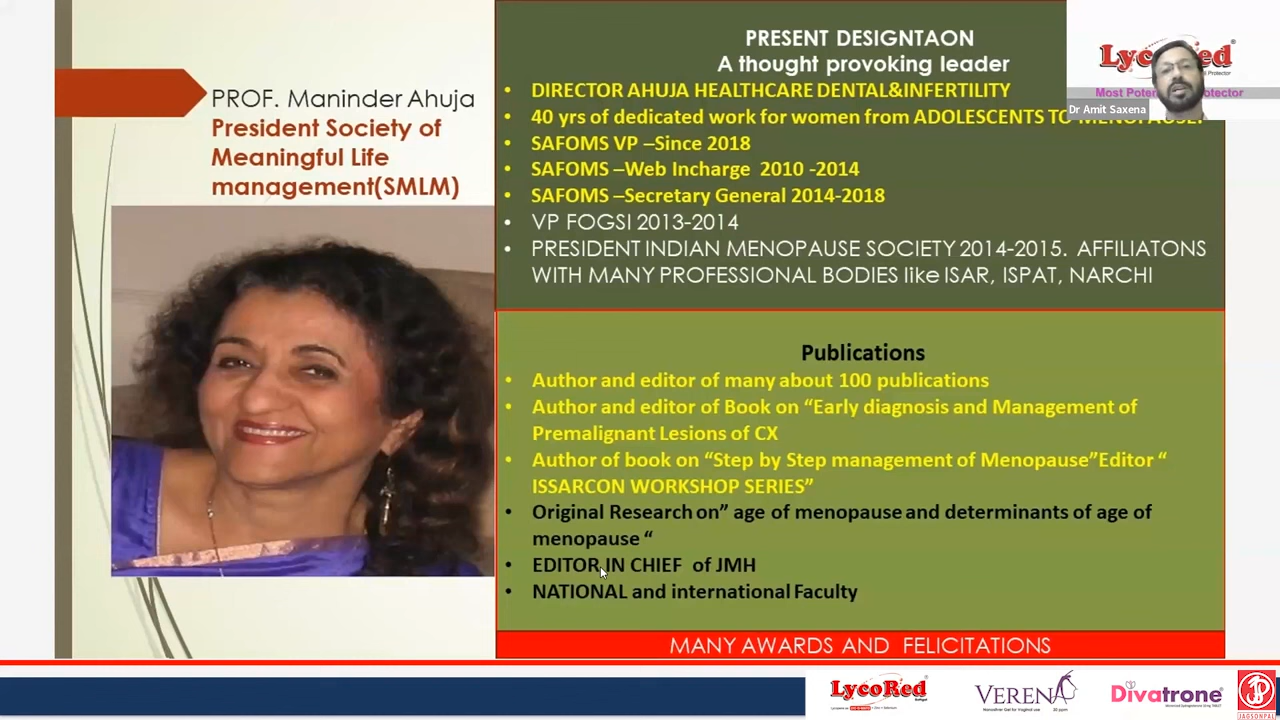 PROF. Maninder Ahuja
President Society of
Meaningful Life
management(SMLM)
PRESENT DESIGNTAON
A thought provoking leader
• DIRECTOR AHUJA HEALTHCARE DENTAL&INFERTILITY
• 40 yrs of dedicated work for women from ADOLESCENTS TO MENOPAUSE.
• SAFOMS VP –Since 2018
• SAFOMS –Web Incharge 2010 -2014
• SAFOMS –Secretary General 2014-2018
• VP FOGSI 2013-2014
• PRESIDENT INDIAN MENOPAUSE SOCIETY 2014-2015. AFFILIATONS
WITH MANY PROFESSIONAL BODIES like ISAR, ISPAT, NARCHI
LycoRed®
Most Pote
tector
Dr Amit Saxena
Publications
• Author and editor of many about 100 publications
• Author and editor of Book on “Early diagnosis and Management of
Premalignant Lesions of CX
• Author of book on “Step by Step management of Menopause”Editor “
ISSARCON WORKSHOP SERIES”
• Original Research on” age of menopause and determinants of age of
menopause “
• EDITOR IN CHIEF of JMH
• NATIONAL and international Faculty
MANY AWARDS AND FELICITATIONS
LycoRed®
VERENA
Divatrone®
JAGSONPAL